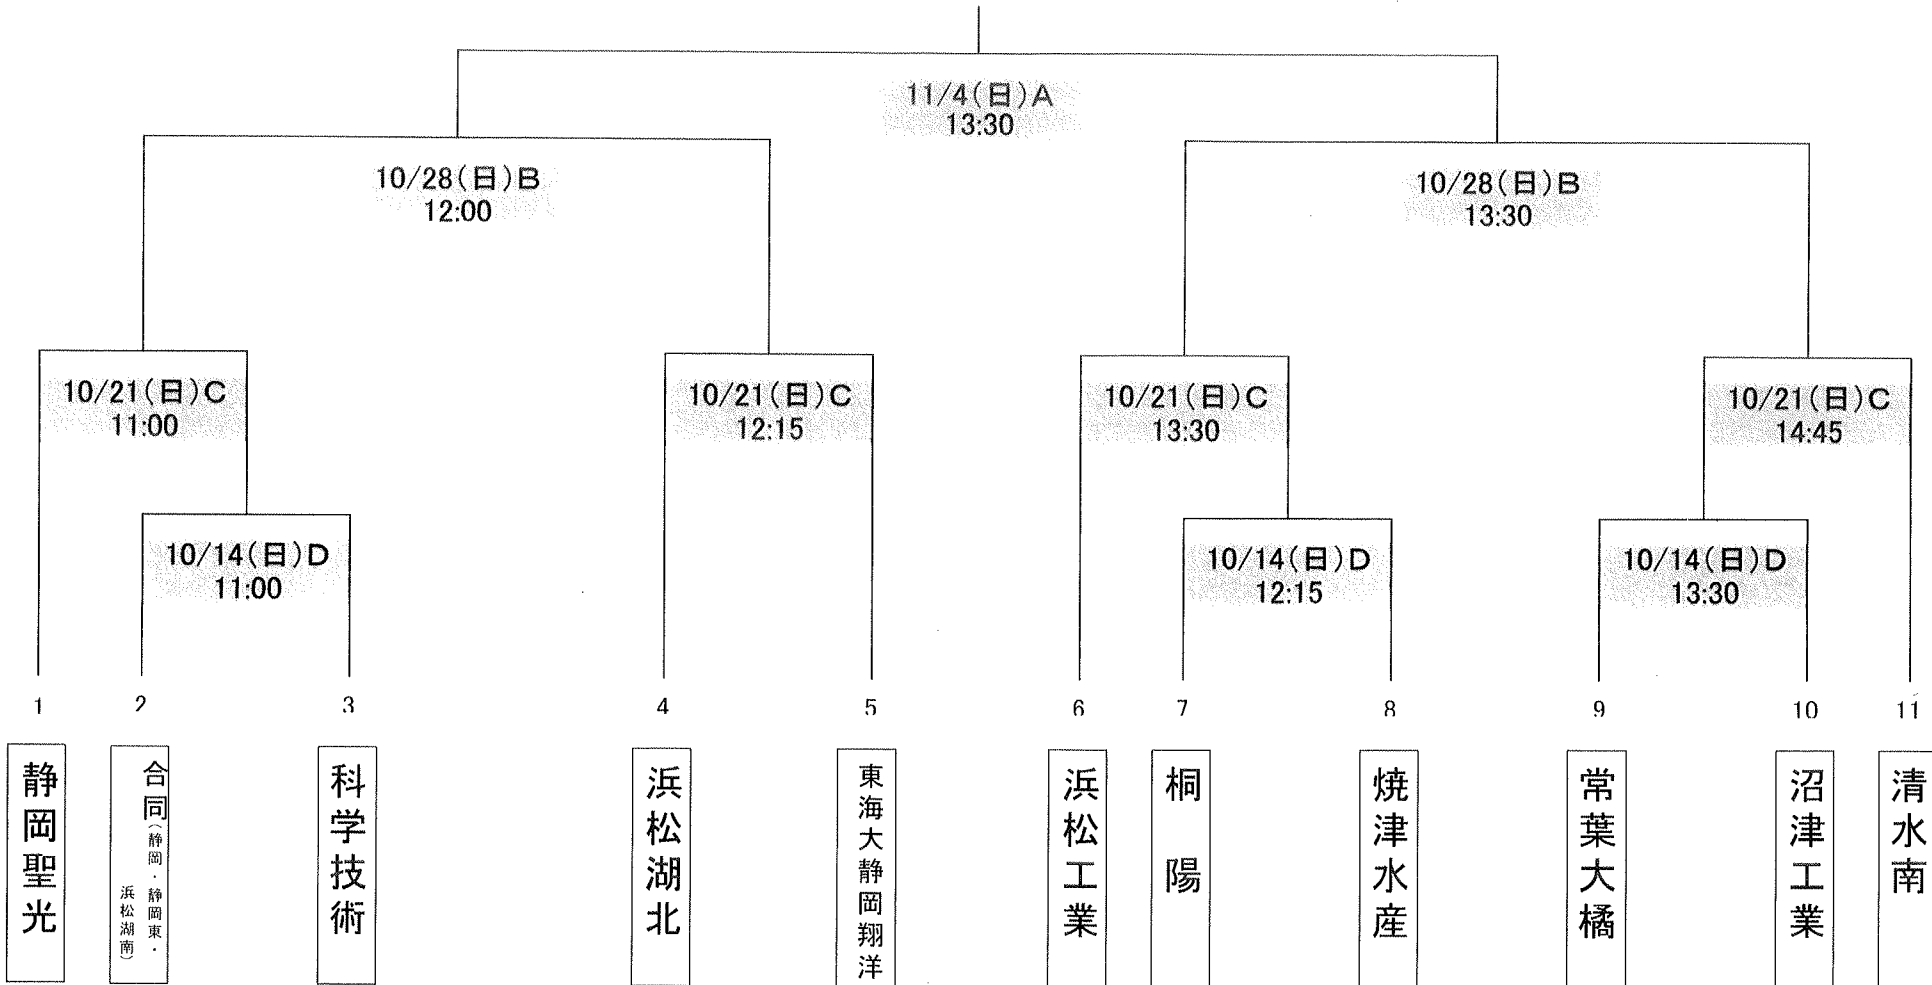 11/4(日)A
13:30
10/28(日)B
12:00
10/28(日)B
13:30
10/21(日)C
11:00
10/21(日)C
12:15
10/21(日)C
13:30
10/21(日)C
14:45
10/14(日)D
11:00
10/14(日)D
12:15
10/14(日)D
13:30
1
2
3
4
5
6
7
8
9
10
11
静岡聖光
合同(静岡・静岡東・
浜松湖南)
科学技術
浜松湖北
東海大静岡翔洋
浜松工業
桐陽
焼津水産
常葉大橘
沼津工業
清水南